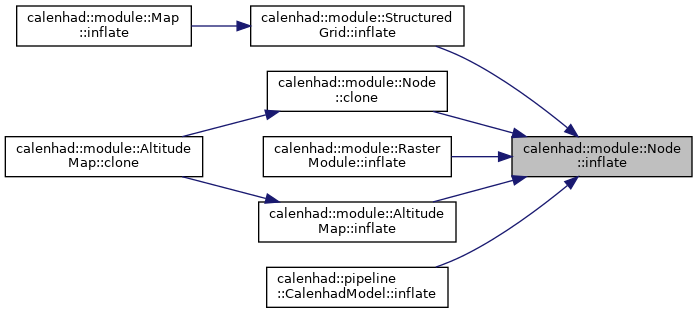 calenhad::module::Map
::inflate
calenhad::module::Structured
Grid::inflate
calenhad::module::Node
::clone
calenhad::module::Altitude
Map::clone
calenhad::module::Raster
Module::inflate
calenhad::module::Node
::inflate
calenhad::module::Altitude
Map::inflate
calenhad::pipeline
::CalenhadModel::inflate